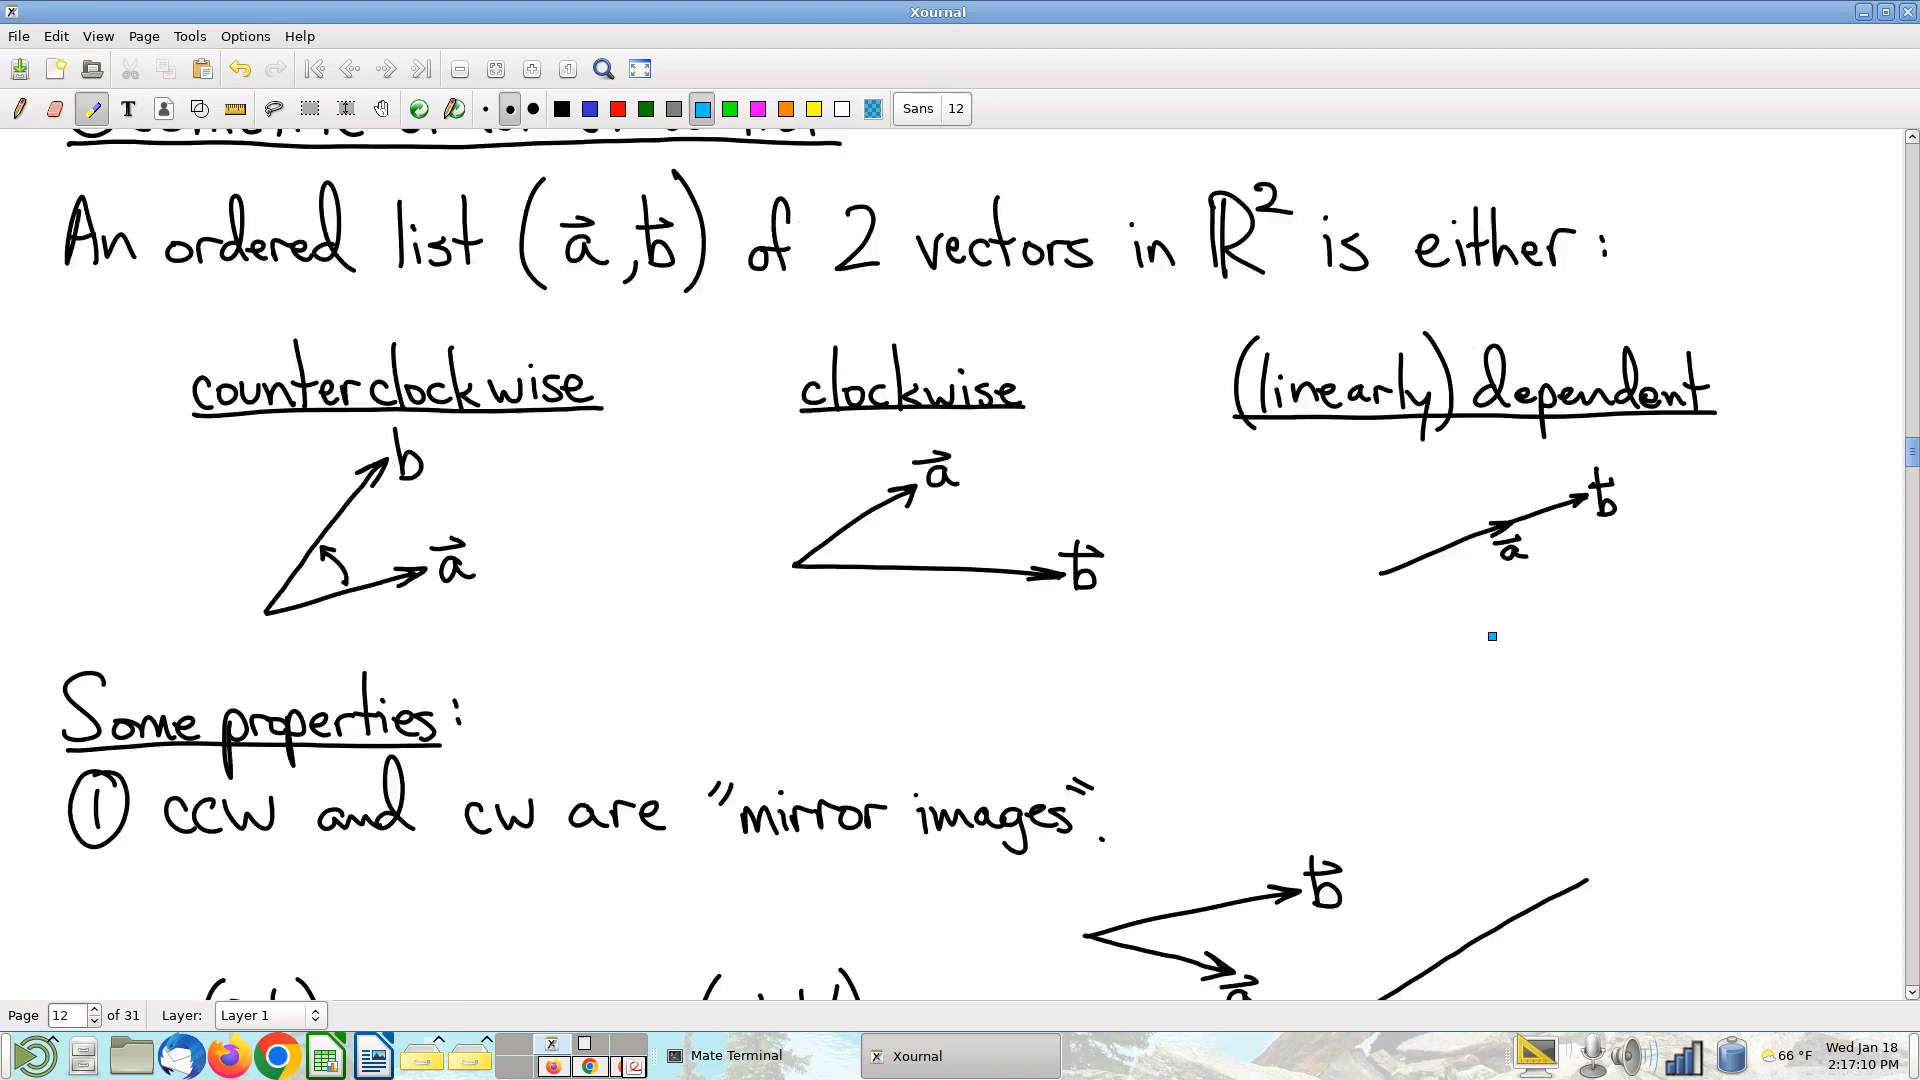 Xournal
File Edit View Page Tools Options Help
Sans 12
An ordered list (a⃗, b⃗) of 2 vectors in ℝ² is either:
counterclockwise clockwise (linearly) dependent
b a⃗ b⃗
a⃗ b⃗ a⃗
Some properties:
① ccw and cw are "mirror images".
b⃗
a⃗
Page 12 of 31 Layer: Layer 1
Mate Terminal Xournal 66 °F Wed Jan 18
2:17:10 PM